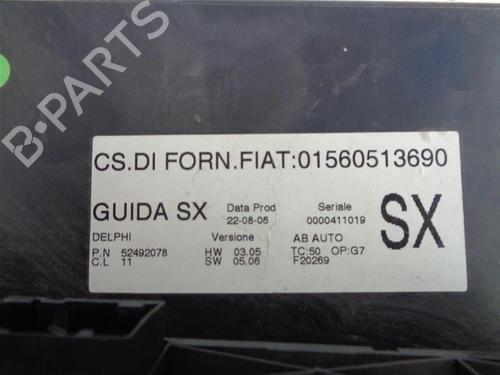 CS.DI FORN.FIAT:01560513690
GUIDA SX Data Prod Seriale
22-08-06 0000411019
SX
DELPHI Versione AB AUTO
P.N 52492078 HW 03.05 TC:50 OP:G7
C.L 11 SW 05.06 F20269
B-PARTS